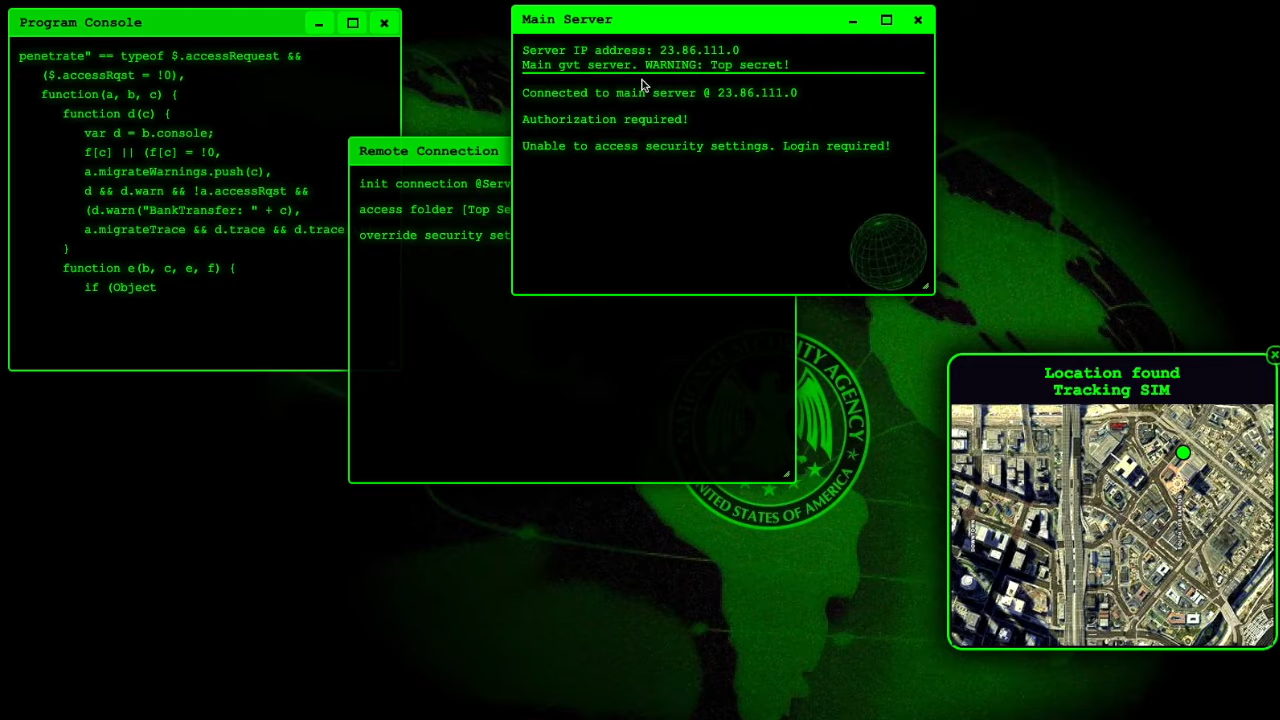 Program Console
penetrate" == typeof $.accessRequest &&
($.accessRqst = !0),
function(a, b, c) {
function d(c) {
var d = b.console;
f[c] || (f[c] = !0,
a.migrateWarnings.push(c),
d && d.warn && !a.accessRqst &&
(d.warn("BankTransfer: " + c),
a.migrateTrace && d.trace && d.trace
}
function e(b, c, e, f) {
if (Object
Remote Connection
init connection @Serv
access folder [Top Se
override security set
Main Server
Server IP address: 23.86.111.0
Main gvt server. WARNING: Top secret!
Connected to main server @ 23.86.111.0
Authorization required!
Unable to access security settings. Login required!
NATIONAL SECURITY AGENCY
UNITED STATES OF AMERICA
Location found
Tracking SIM